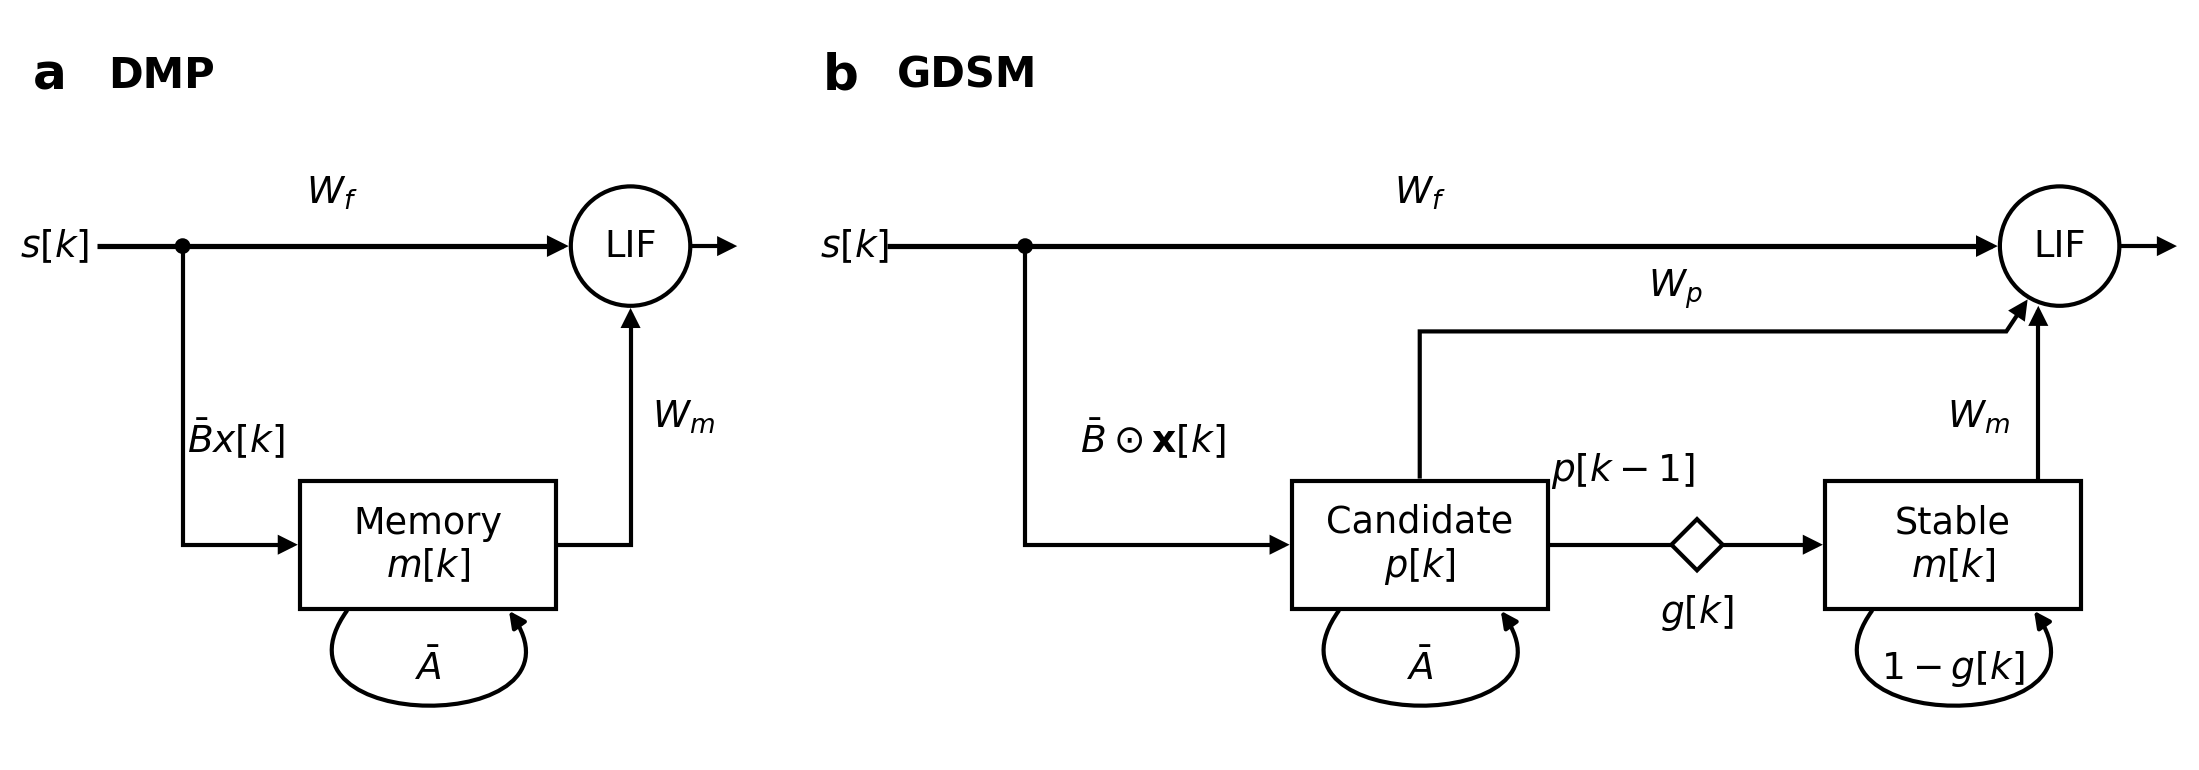 a DMP
W_f
s[k]
LIF
B̄x[k]
W_m
Memory
m[k]
Ā
b GDSM
W_f
s[k]
LIF
W_p
B̄ ⊙ x[k]
W_m
p[k − 1]
Candidate
p[k]
Stable
m[k]
g[k]
Ā
1 − g[k]